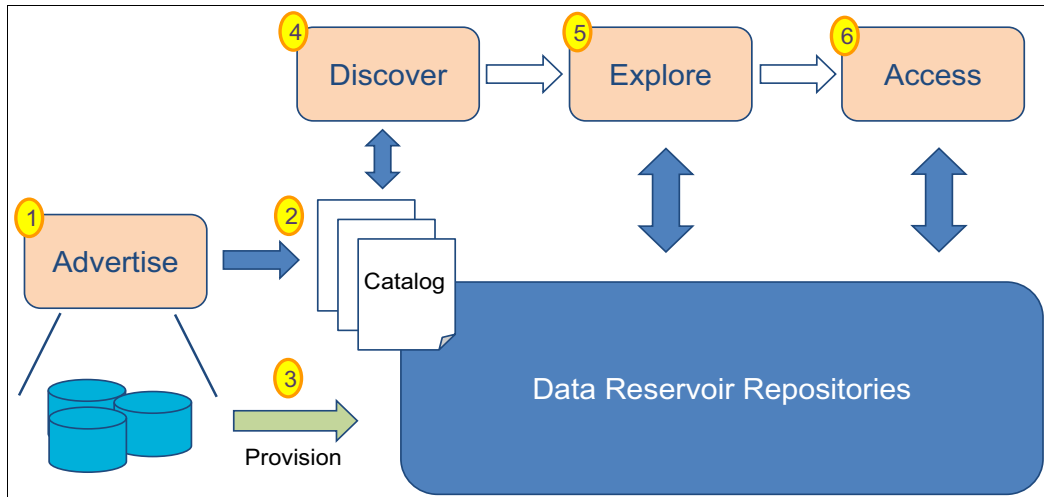 4
Discover
5
Explore
6
Access
1
Advertise
2
Catalog
3
Provision
Data Reservoir Repositories